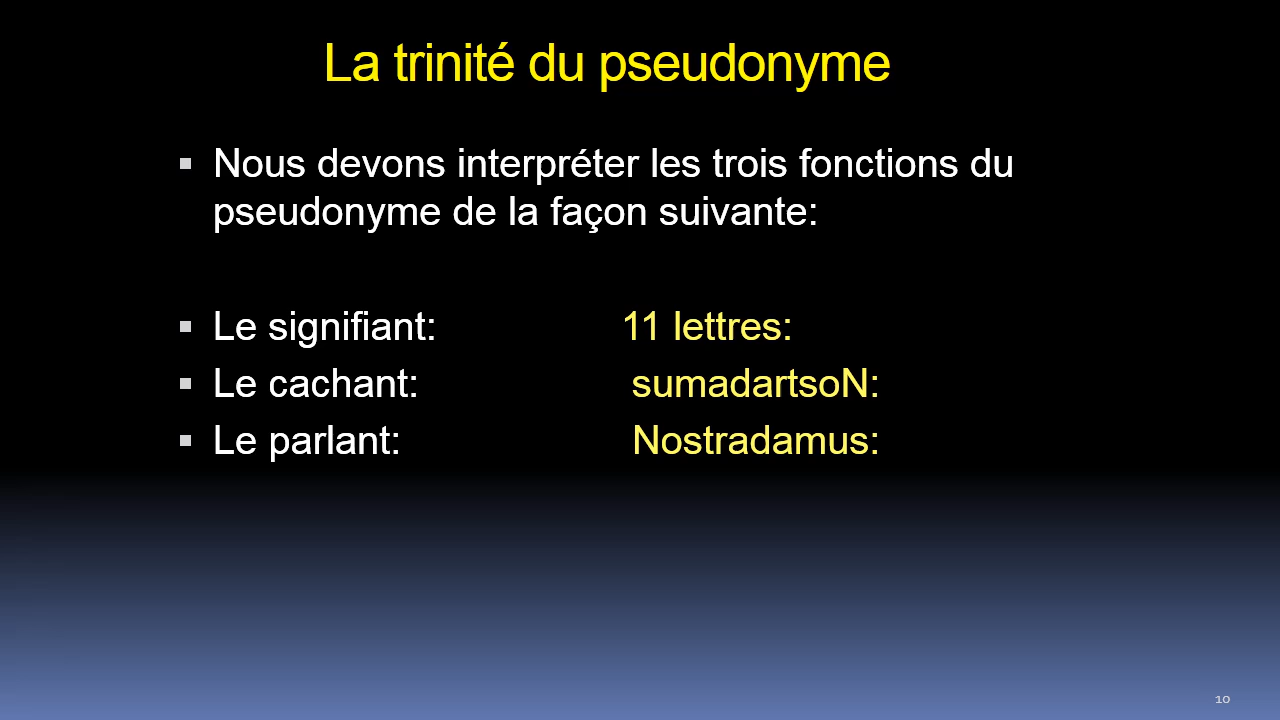 La trinité du pseudonyme
▪ Nous devons interpréter les trois fonctions du
pseudonyme de la façon suivante:
▪ Le signifiant: 11 lettres:
▪ Le cachant: sumadartsoN:
▪ Le parlant: Nostradamus:
10